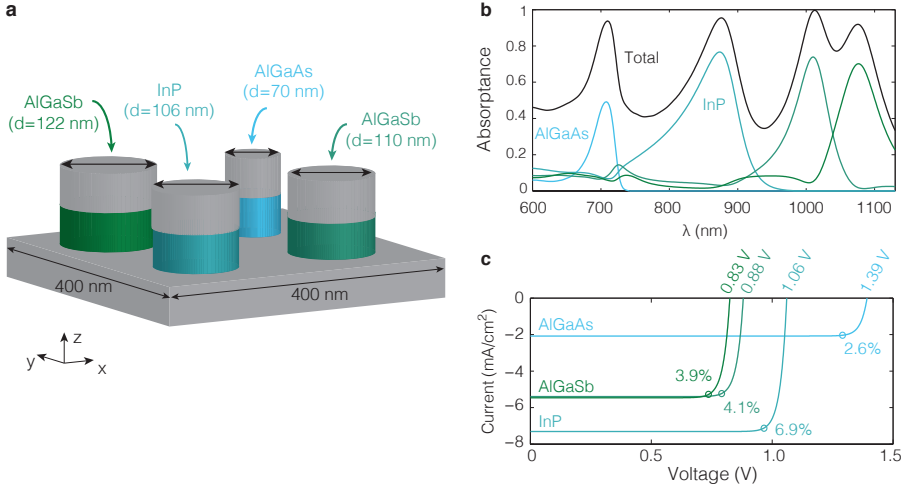 a
AlGaAs
(d=70 nm)
InP
(d=106 nm)
AlGaSb
(d=122 nm)
AlGaSb
(d=110 nm)
400 nm
400 nm
z
y
x
b
Absorptance
1
0.8
0.6
0.4
0.2
0
Total
InP
AlGaAs
600
700
800
900
1000
1100
λ (nm)
c
0.83 V
0.88 V
1.06 V
1.39 V
Current (mA/cm²)
0
−2
−4
−6
−8
AlGaAs
2.6%
AlGaSb
3.9%
4.1%
InP
6.9%
0
0.5
1.0
1.5
Voltage (V)